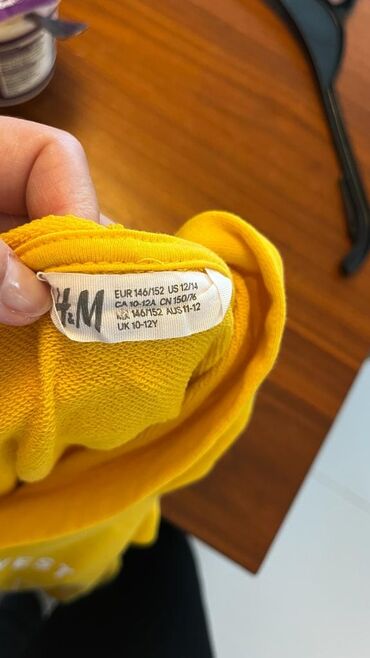 H&M
EUR 146/152 US 12/14
CA 10-12A CN 150/76
146/152 AUS 11-12
UK 10-12Y